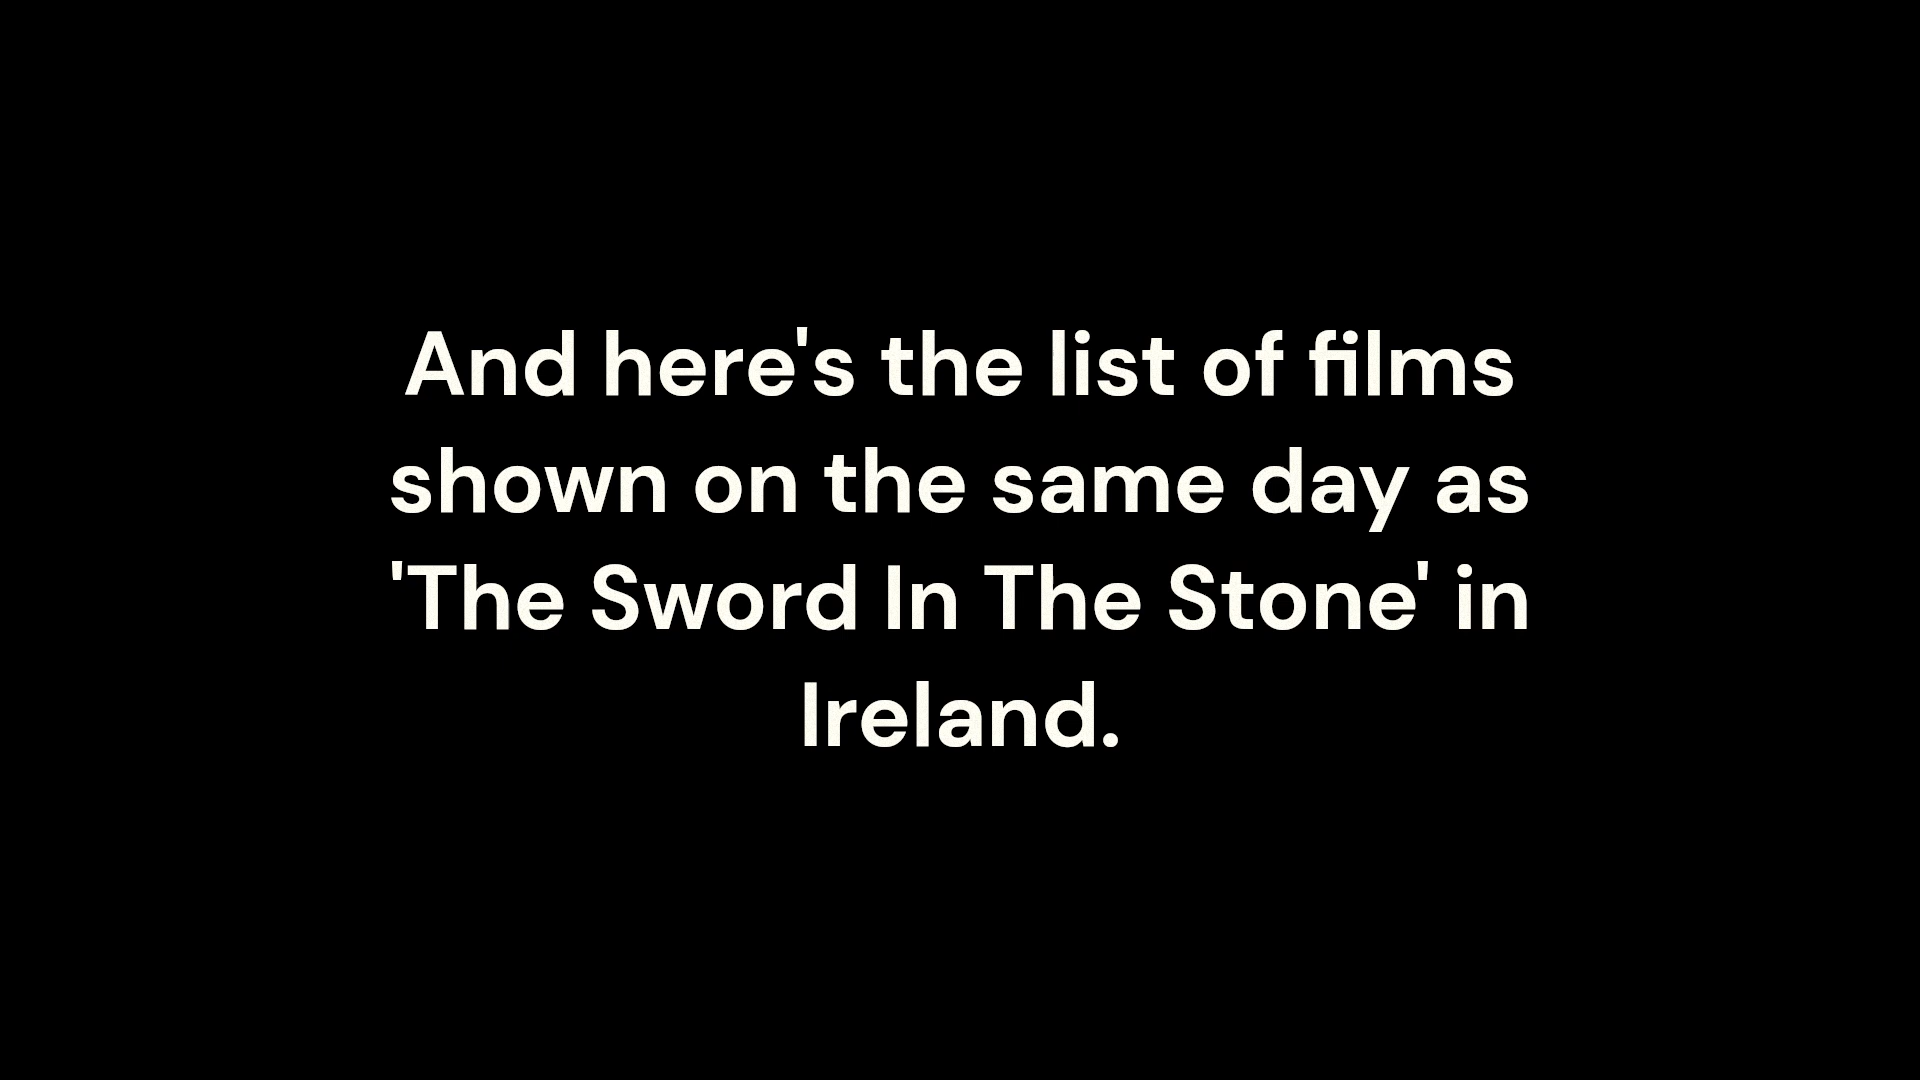 And here's the list of films
shown on the same day as
'The Sword In The Stone' in
Ireland.